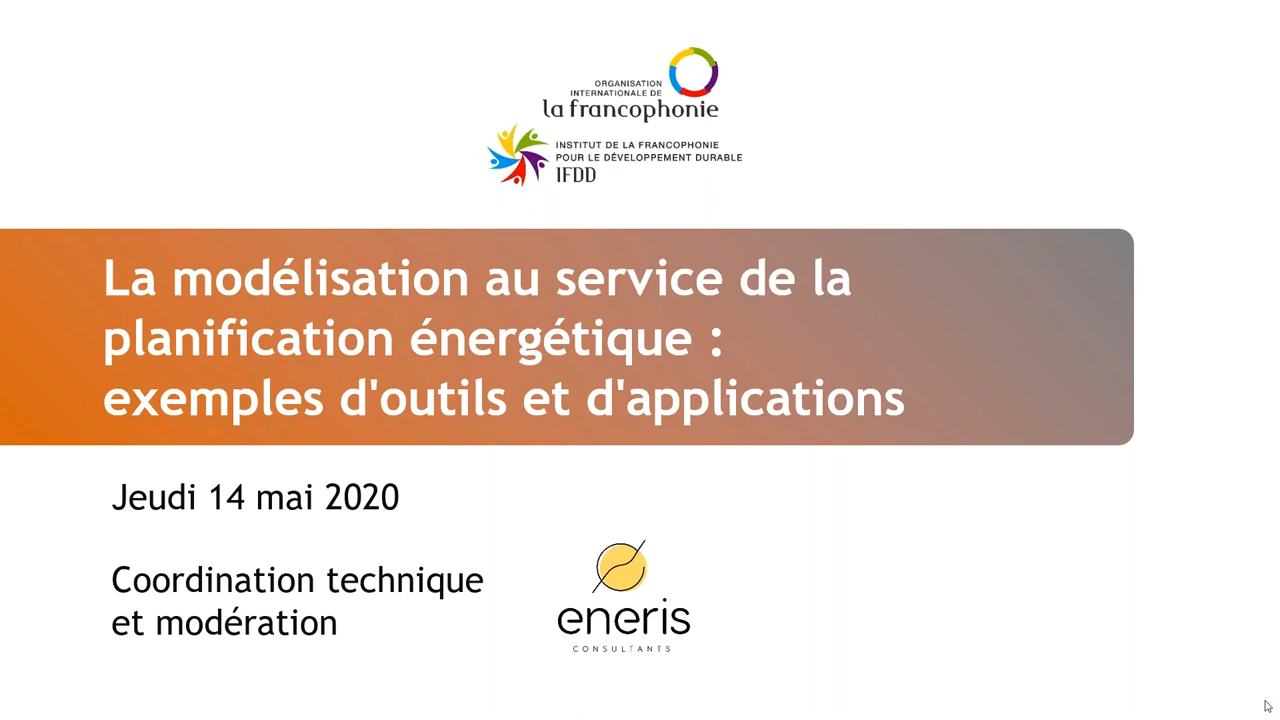 ORGANISATION
INTERNATIONALE DE
la francophonie
INSTITUT DE LA FRANCOPHONIE
POUR LE DÉVELOPPEMENT DURABLE
IFDD
La modélisation au service de la
planification énergétique :
exemples d'outils et d'applications
Jeudi 14 mai 2020
Coordination technique
et modération
eneris
CONSULTANTS